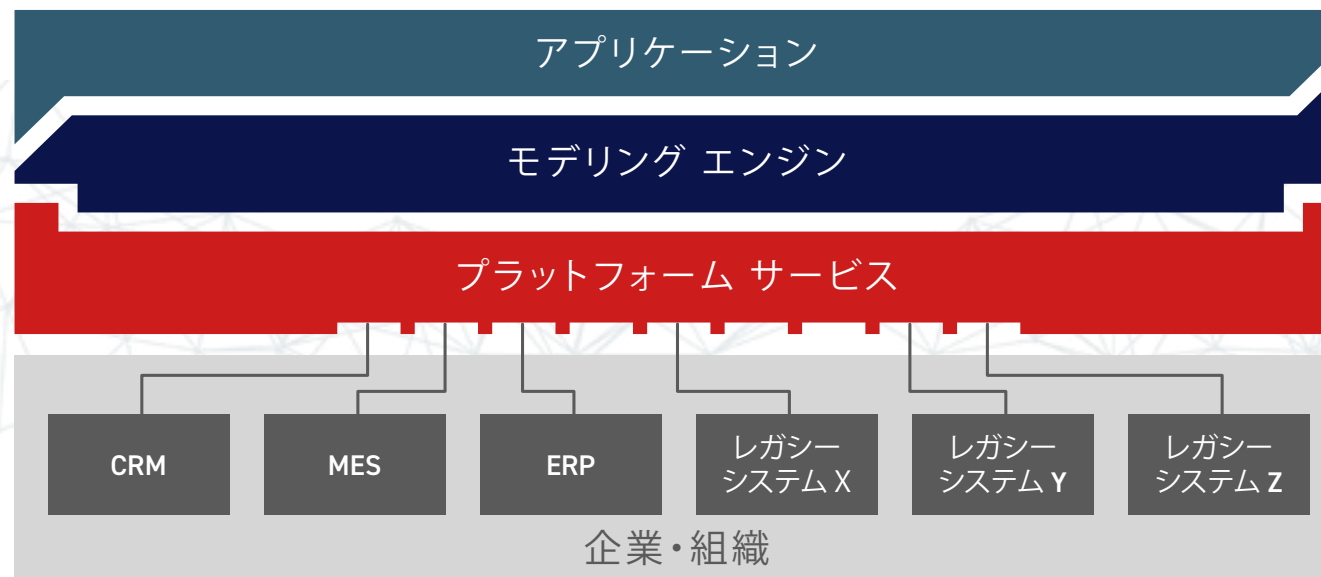 アプリケーション
モデリング エンジン
プラットフォーム サービス
CRM
MES
ERP
レガシー
システム X
レガシー
システム Y
レガシー
システム Z
企業・組織